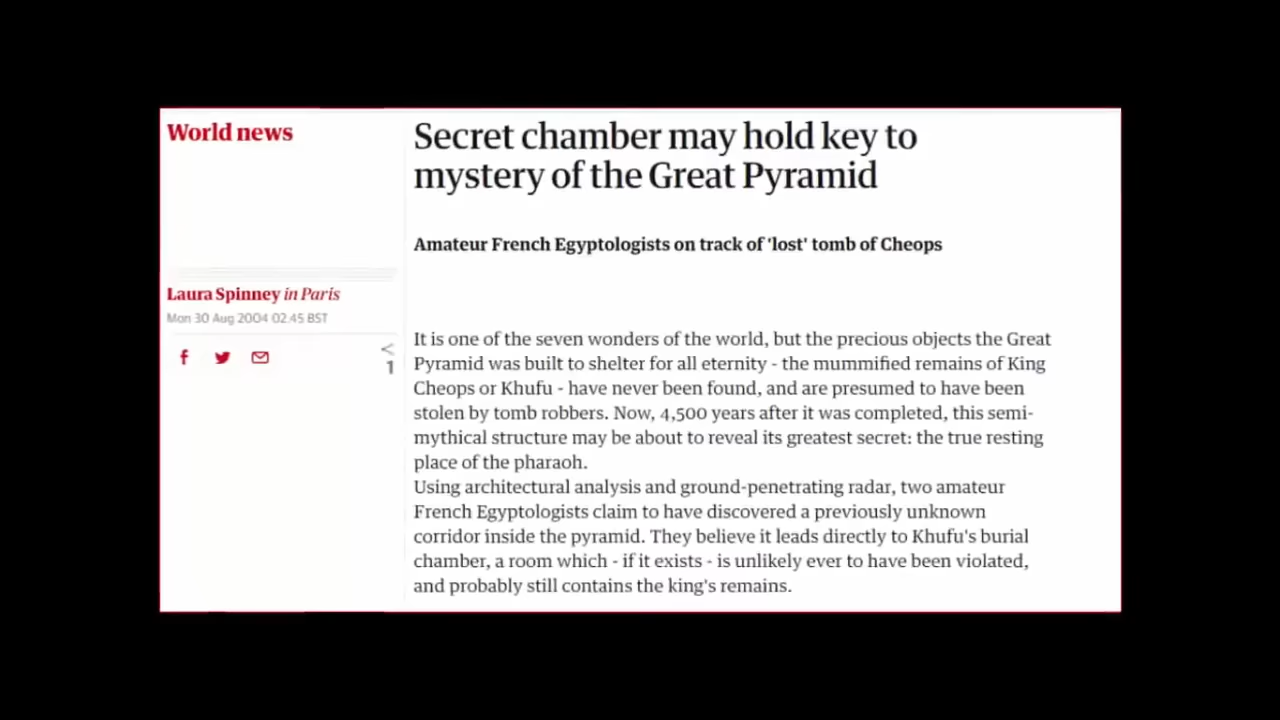 World news
Secret chamber may hold key to
mystery of the Great Pyramid
Amateur French Egyptologists on track of 'lost' tomb of Cheops
Laura Spinney in Paris
Mon 30 Aug 2004 02.45 BST
1
It is one of the seven wonders of the world, but the precious objects the Great
Pyramid was built to shelter for all eternity - the mummified remains of King
Cheops or Khufu - have never been found, and are presumed to have been
stolen by tomb robbers. Now, 4,500 years after it was completed, this semi-
mythical structure may be about to reveal its greatest secret: the true resting
place of the pharaoh.
Using architectural analysis and ground-penetrating radar, two amateur
French Egyptologists claim to have discovered a previously unknown
corridor inside the pyramid. They believe it leads directly to Khufu's burial
chamber, a room which - if it exists - is unlikely ever to have been violated,
and probably still contains the king's remains.